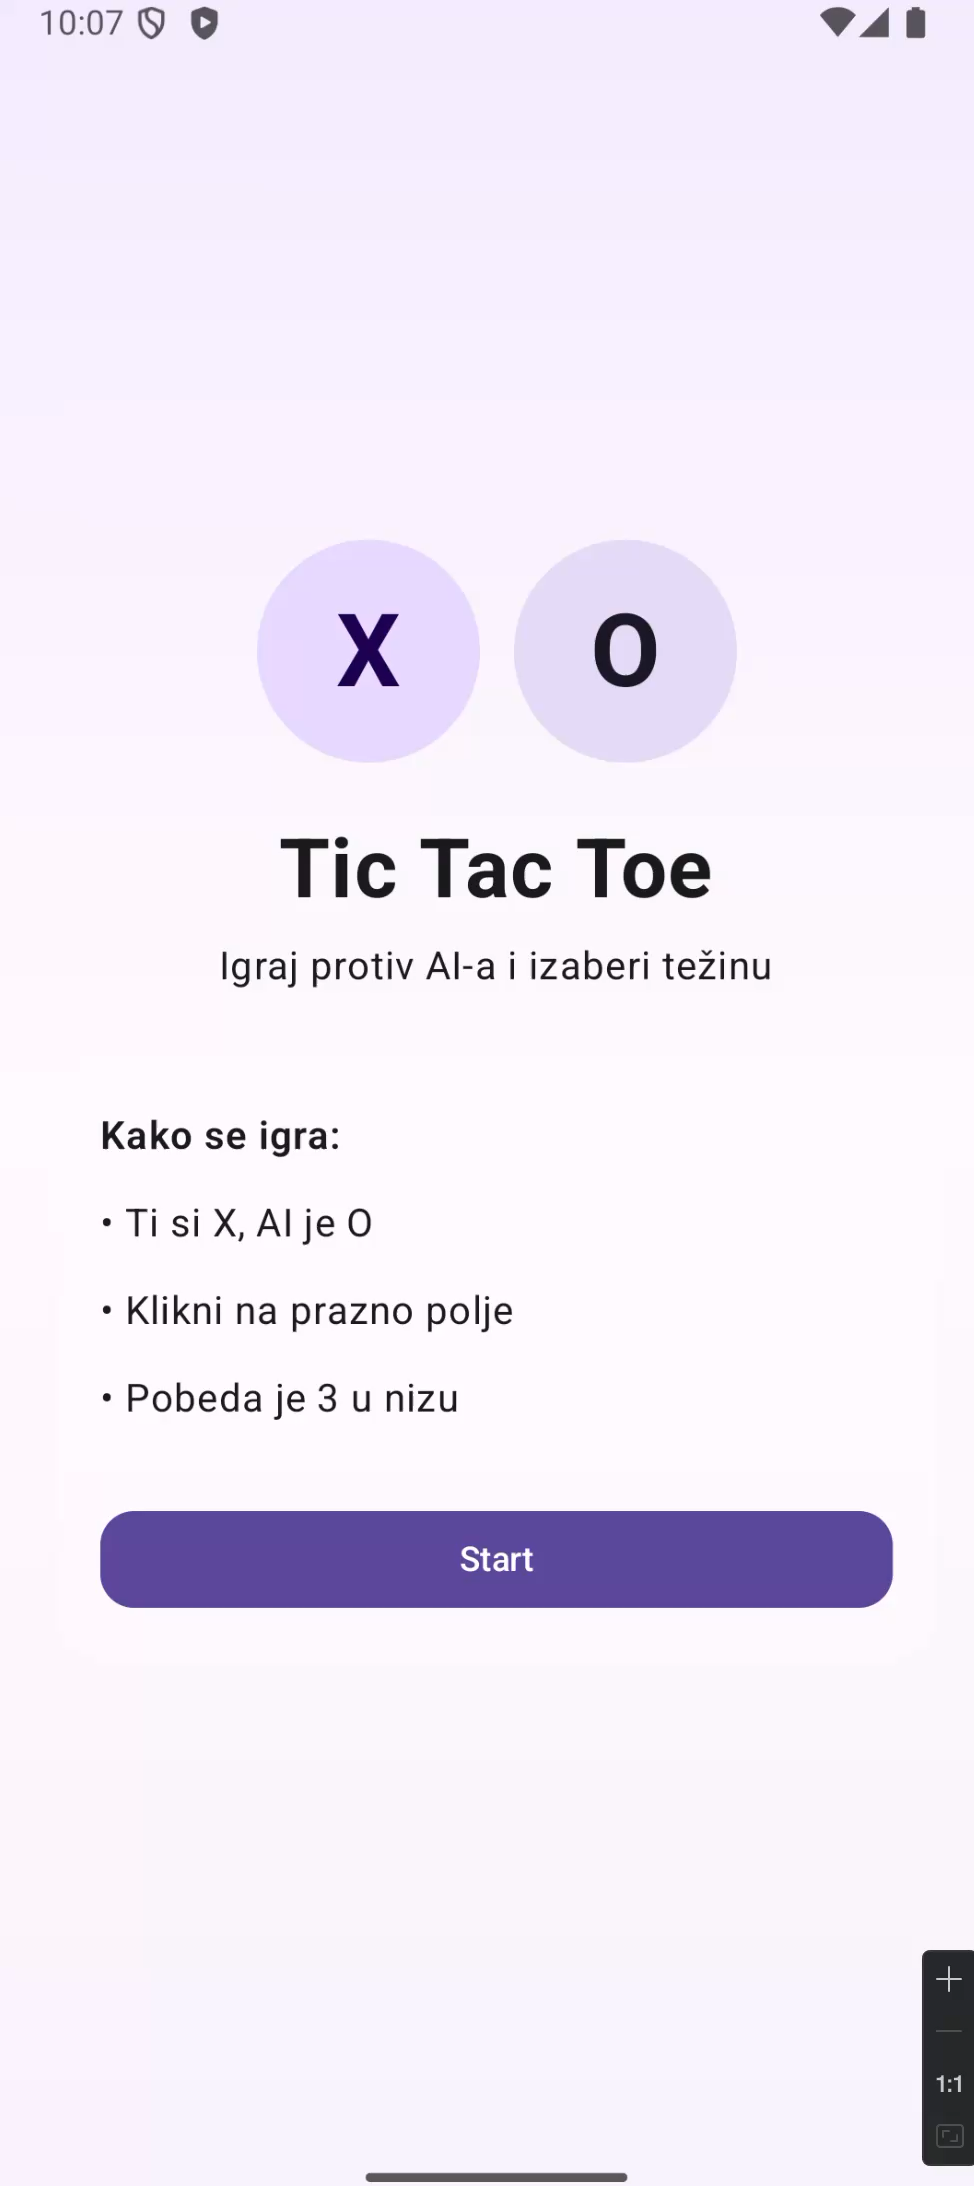 10:07
X O
Tic Tac Toe
Igraj protiv AI-a i izaberi težinu
Kako se igra:
• Ti si X, AI je O
• Klikni na prazno polje
• Pobeda je 3 u nizu
Start
1:1